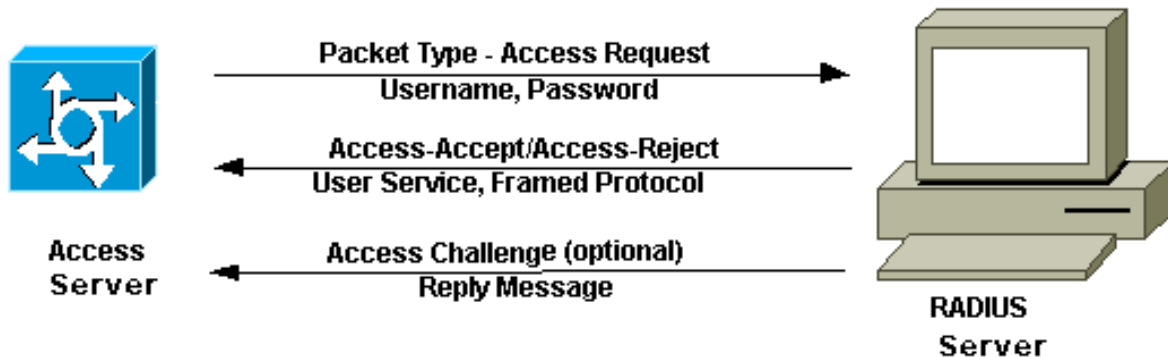 Packet Type - Access Request
Username, Password
Access-Accept/Access-Reject
User Service, Framed Protocol
Access Challenge (optional)
Reply Message
Access
Server
RADIUS
Server